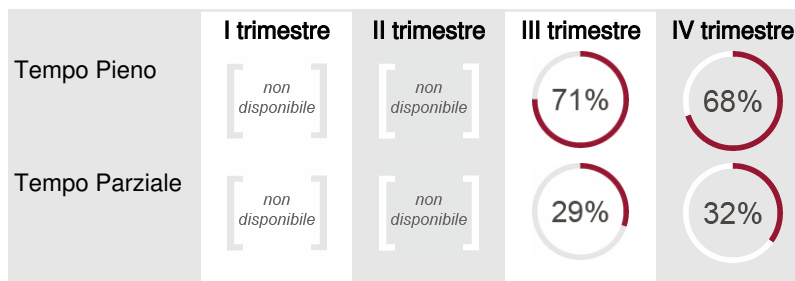 I trimestre II trimestre III trimestre IV trimestre
Tempo Pieno
non disponibile
non disponibile
71%
68%
Tempo Parziale
non disponibile
non disponibile
29%
32%